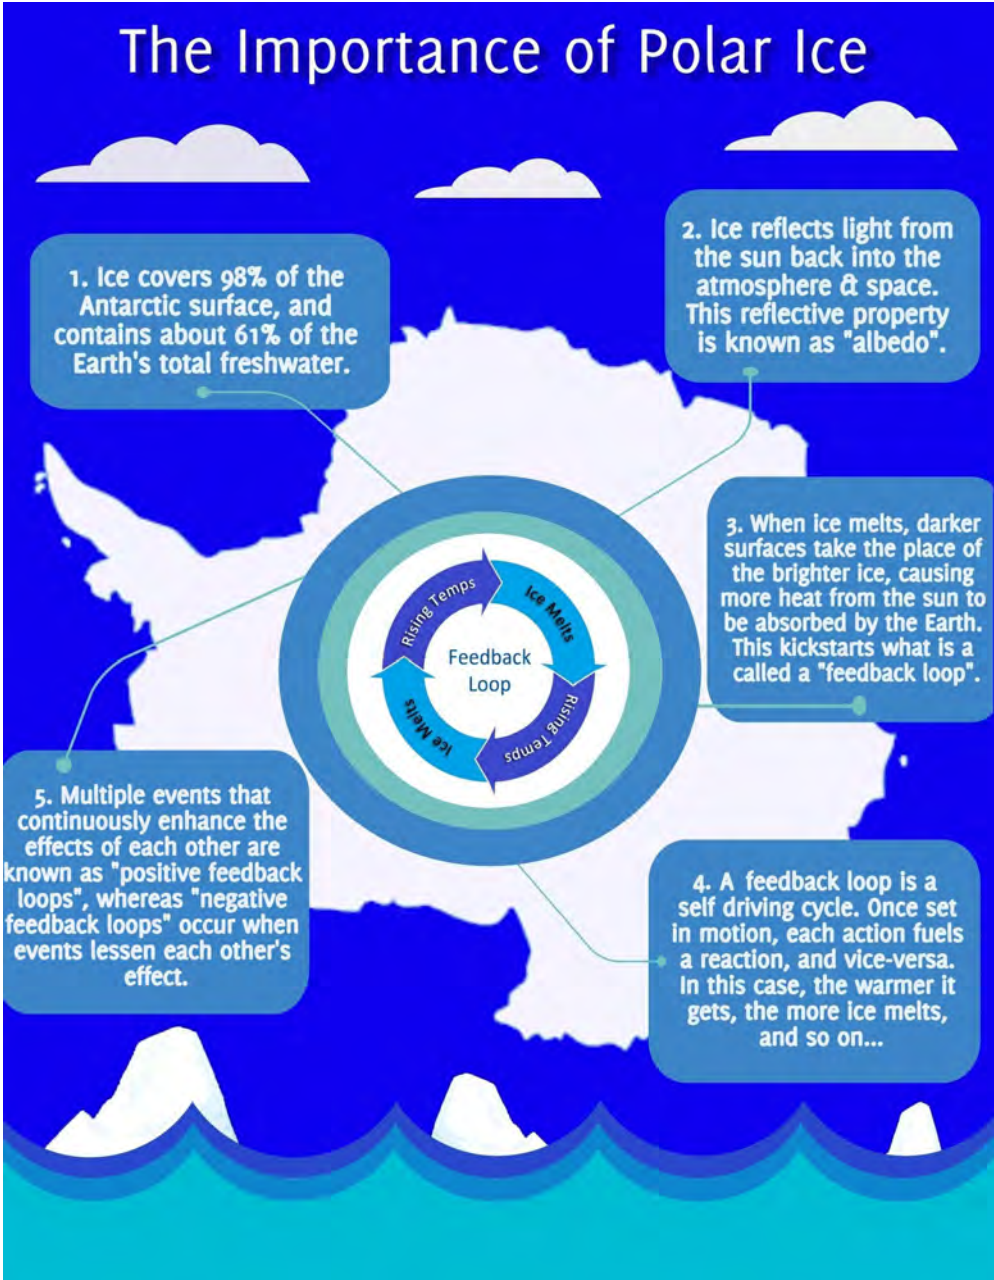 The Importance of Polar Ice
1. Ice covers 98% of the
Antarctic surface, and
contains about 61% of the
Earth's total freshwater.
2. Ice reflects light from
the sun back into the
atmosphere & space.
This reflective property
is known as "albedo".
3. When ice melts, darker
surfaces take the place of
the brighter ice, causing
more heat from the sun to
be absorbed by the Earth.
This kickstarts what is a
called a "feedback loop".
Rising Temps
Ice Melts
Feedback
Loop
Rising Temps
Ice Melts
4. A feedback loop is a
self driving cycle. Once set
in motion, each action fuels
a reaction, and vice-versa.
In this case, the warmer it
gets, the more ice melts,
and so on...
5. Multiple events that
continuously enhance the
effects of each other are
known as "positive feedback
loops", whereas "negative
feedback loops" occur when
events lessen each other's
effect.